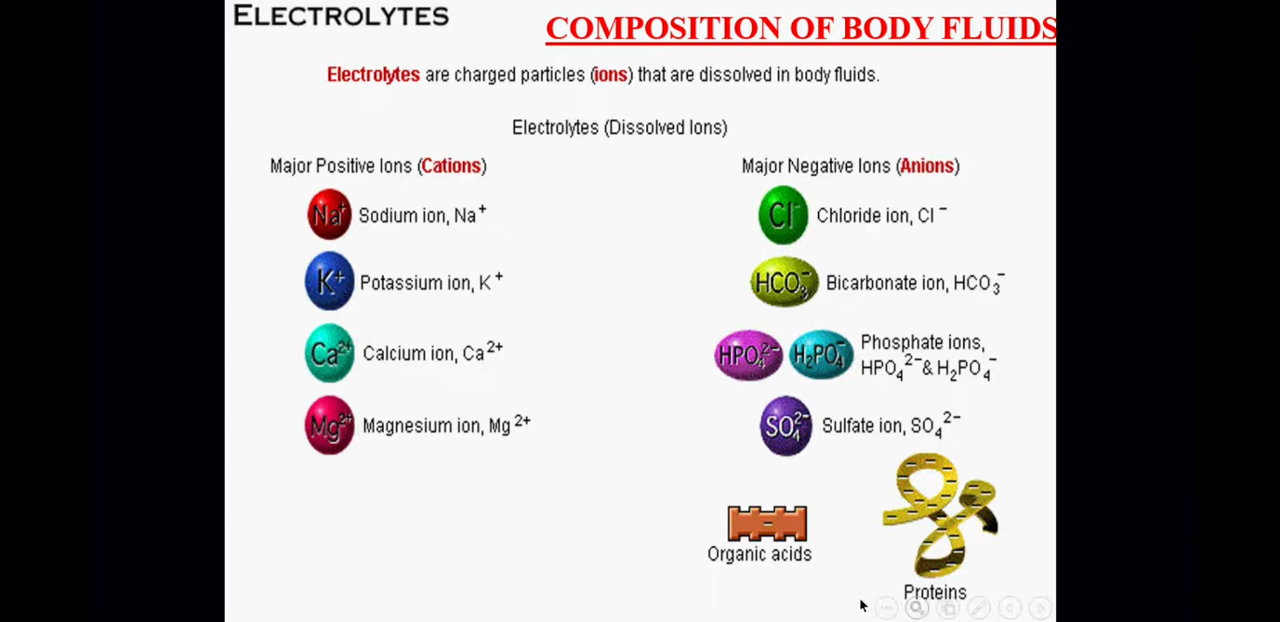 ELECTROLYTES
COMPOSITION OF BODY FLUIDS
Electrolytes are charged particles (ions) that are dissolved in body fluids.
Electrolytes (Dissolved Ions)
Major Positive Ions (Cations)
Na⁺ Sodium ion, Na⁺
K⁺ Potassium ion, K⁺
Ca²⁺ Calcium ion, Ca²⁺
Mg²⁺ Magnesium ion, Mg²⁺
Major Negative Ions (Anions)
Cl⁻ Chloride ion, Cl⁻
HCO₃⁻ Bicarbonate ion, HCO₃⁻
HPO₄²⁻ H₂PO₄⁻ Phosphate ions,
HPO₄²⁻ & H₂PO₄⁻
SO₄²⁻ Sulfate ion, SO₄²⁻
Organic acids
Proteins